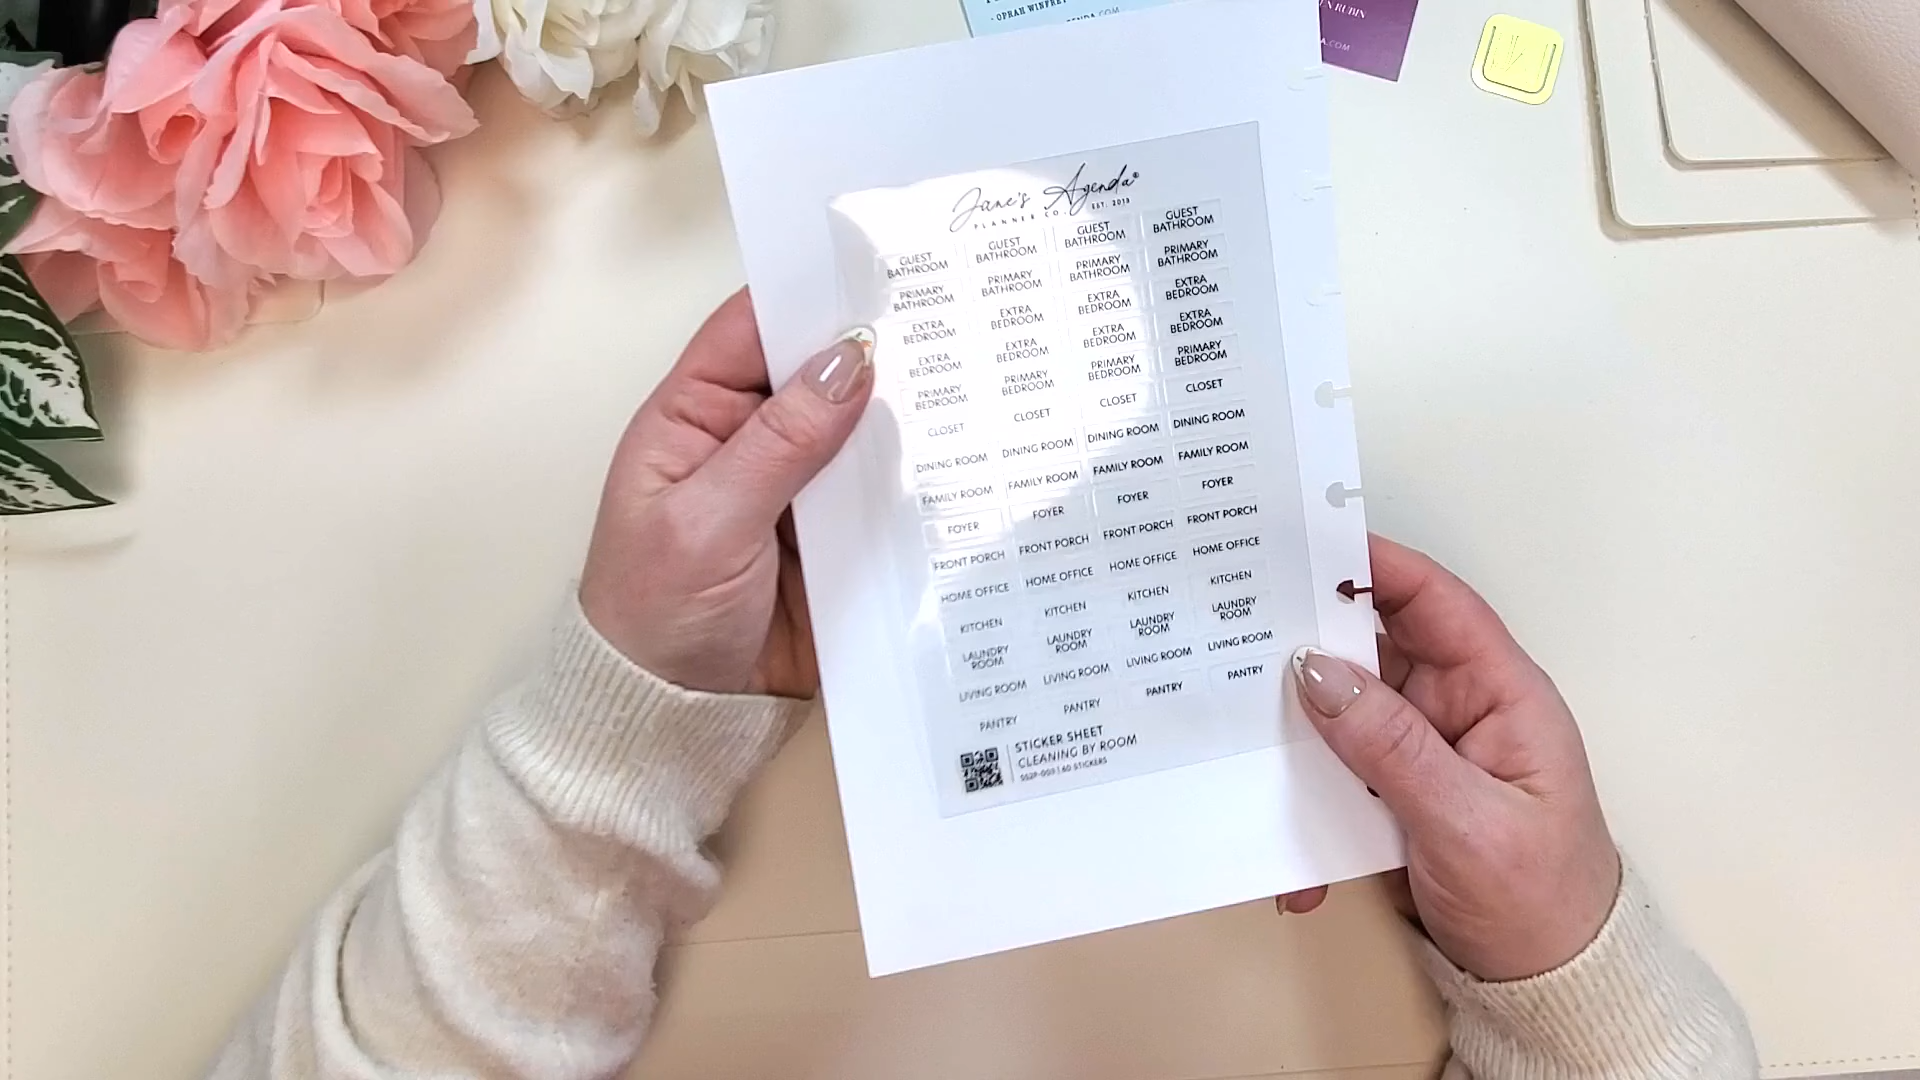 - OPRAH WINFREY
ENDA.COM
N RUBIN
A.COM
Jane's Agenda®
PLANNER CO. EST. 2013
GUEST BATHROOM GUEST BATHROOM GUEST BATHROOM GUEST BATHROOM
PRIMARY BATHROOM PRIMARY BATHROOM PRIMARY BATHROOM PRIMARY BATHROOM
EXTRA BEDROOM EXTRA BEDROOM EXTRA BEDROOM EXTRA BEDROOM
EXTRA BEDROOM EXTRA BEDROOM EXTRA BEDROOM EXTRA BEDROOM
PRIMARY BEDROOM PRIMARY BEDROOM PRIMARY BEDROOM PRIMARY BEDROOM
CLOSET CLOSET CLOSET CLOSET
DINING ROOM DINING ROOM DINING ROOM DINING ROOM
FAMILY ROOM FAMILY ROOM FAMILY ROOM FAMILY ROOM
FOYER FOYER FOYER FOYER
FRONT PORCH FRONT PORCH FRONT PORCH FRONT PORCH
HOME OFFICE HOME OFFICE HOME OFFICE HOME OFFICE
KITCHEN KITCHEN KITCHEN KITCHEN
LAUNDRY ROOM LAUNDRY ROOM LAUNDRY ROOM LAUNDRY ROOM
LIVING ROOM LIVING ROOM LIVING ROOM LIVING ROOM
PANTRY PANTRY PANTRY PANTRY
STICKER SHEET
CLEANING BY ROOM
60 STICKERS